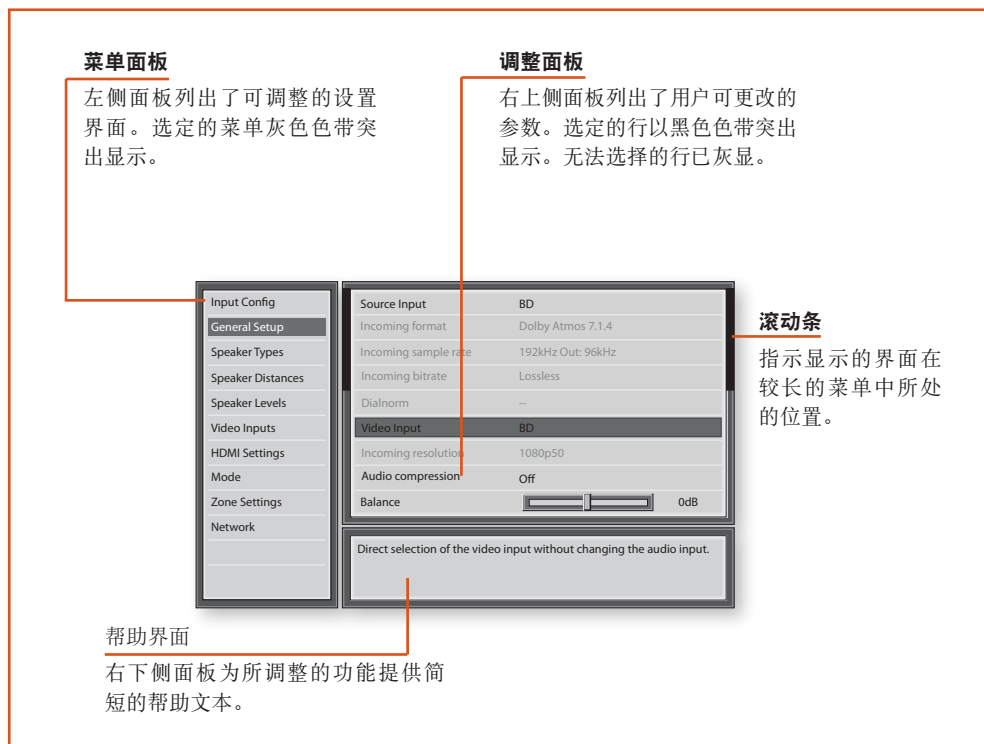 菜单面板
左侧面板列出了可调整的设置
界面。选定的菜单灰色色带突
出显示。
调整面板
右上侧面板列出了用户可更改的
参数。选定的行以黑色色带突出
显示。无法选择的行已灰显。
Input Config
General Setup
Speaker Types
Speaker Distances
Speaker Levels
Video Inputs
HDMI Settings
Mode
Zone Settings
Network
Source Input BD
Incoming format Dolby Atmos 7.1.4
Incoming sample rate 192kHz Out: 96kHz
Incoming bitrate Lossless
Dialnorm --
Video Input BD
Incoming resolution 1080p50
Audio compression Off
Balance 0dB
Direct selection of the video input without changing the audio input.
滚动条
指示显示的界面在
较长的菜单中所处
的位置。
帮助界面
右下侧面板为所调整的功能提供简
短的帮助文本。